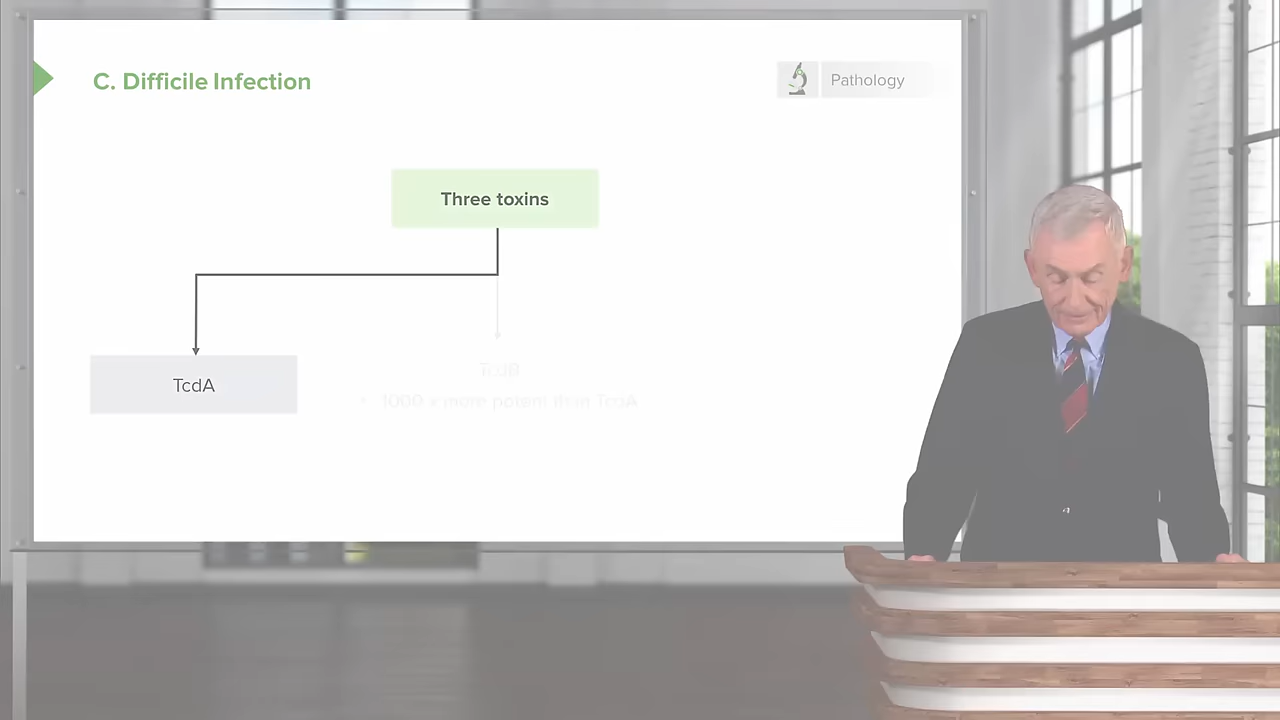 C. Difficile Infection
Pathology
Three toxins
TcdA
TcdB
• 1000 x more potent than TcdA